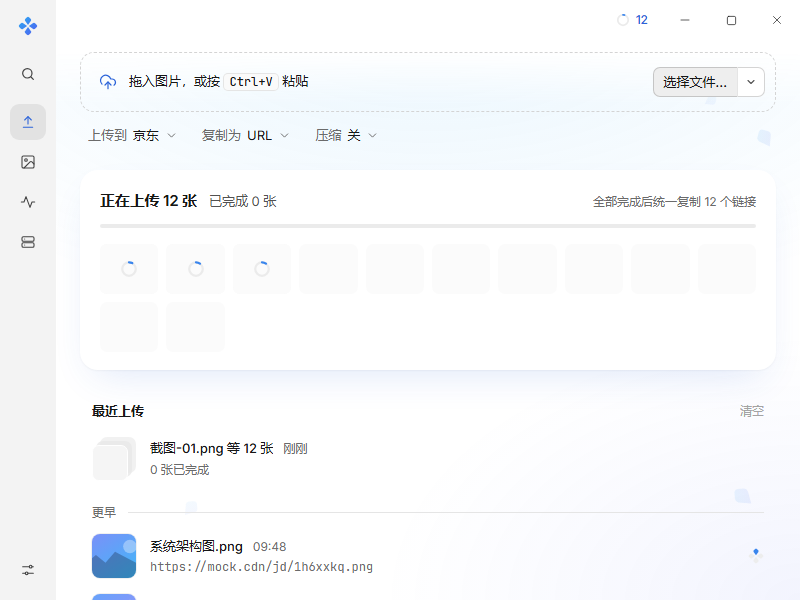 12
拖入图片，或按 Ctrl+V 粘贴
选择文件...
上传到 京东 复制为 URL 压缩 关
正在上传 12 张 已完成 0 张
全部完成后统一复制 12 个链接
最近上传
清空
截图-01.png 等 12 张 刚刚
0 张已完成
更早
系统架构图.png 09:48
https://mock.cdn/jd/1h6xxkq.png